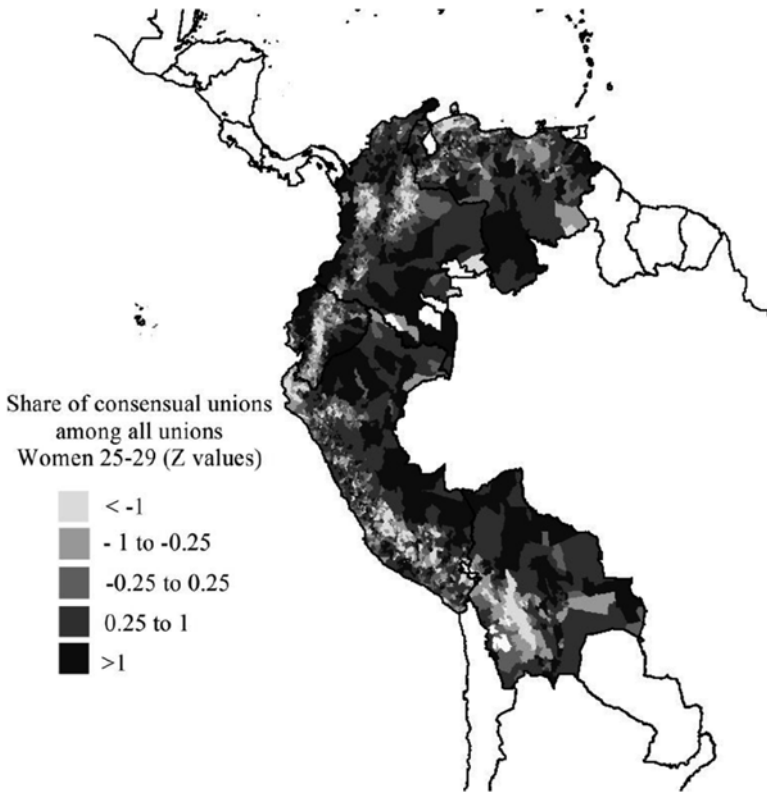 Share of consensual unions
among all unions
Women 25-29 (Z values)
< -1
- 1 to -0.25
-0.25 to 0.25
0.25 to 1
>1